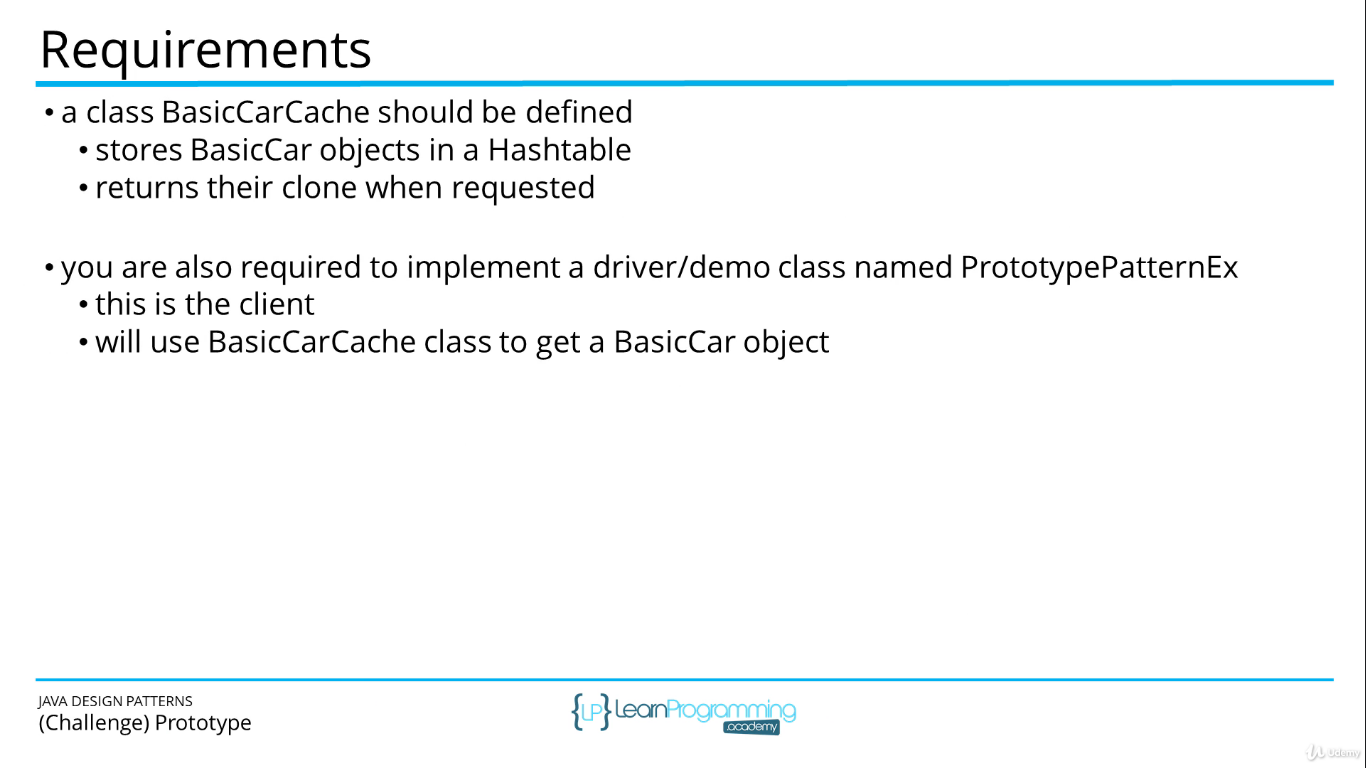 Requirements
• a class BasicCarCache should be defined
• stores BasicCar objects in a Hashtable
• returns their clone when requested
• you are also required to implement a driver/demo class named PrototypePatternEx
• this is the client
• will use BasicCarCache class to get a BasicCar object
JAVA DESIGN PATTERNS
(Challenge) Prototype
{LP} LearnProgramming
.academy
Udemy